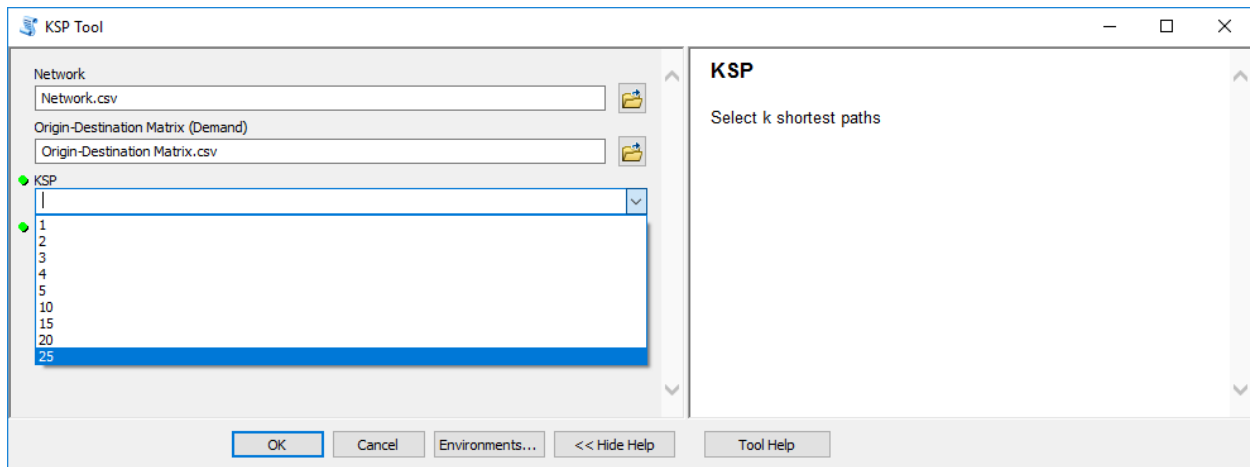 KSP Tool
Network
Network.csv
Origin-Destination Matrix (Demand)
Origin-Destination Matrix.csv
KSP
1
2
3
4
5
10
15
20
25
KSP
Select k shortest paths
OK
Cancel
Environments...
<< Hide Help
Tool Help